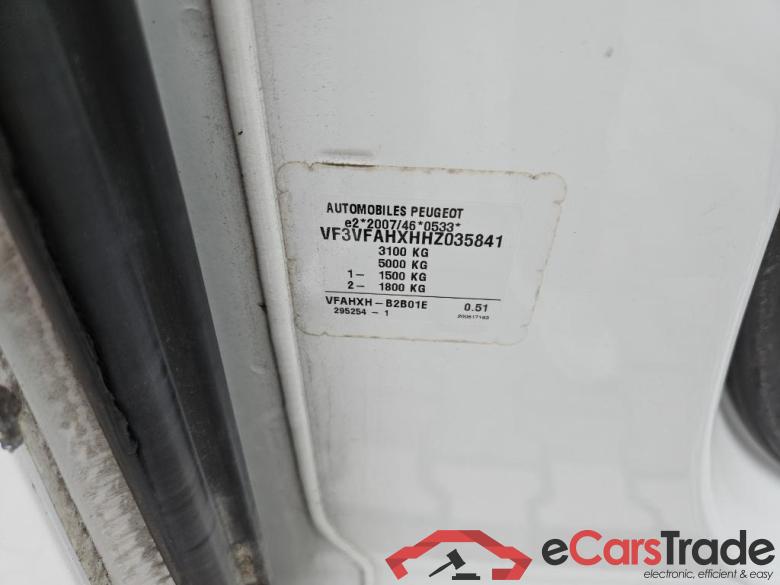 AUTOMOBILES PEUGEOT
e2*2007/46*0533*
VF3VFAHXHHZ035841
3100 KG
5000 KG
1- 1500 KG
2- 1800 KG
VFAHXH-B2B01E 0.51
295254-1
eCarsTrade
electronic, efficient & easy